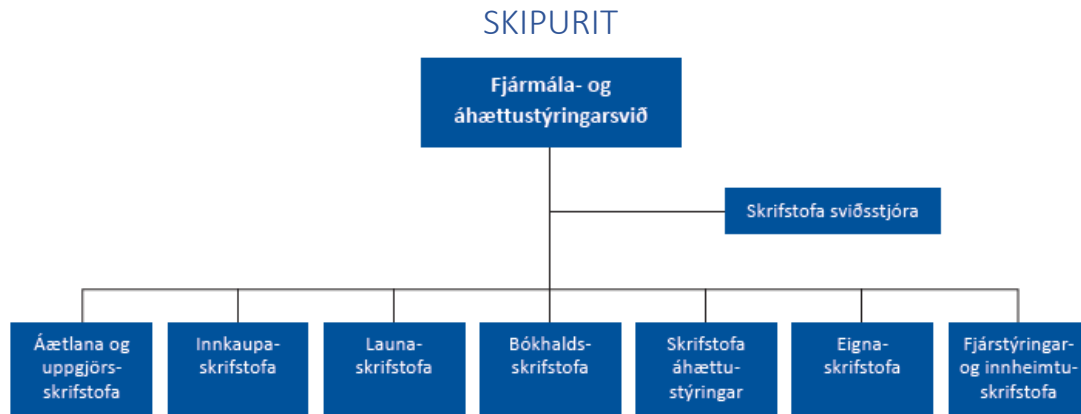 SKIPURIT
Fjármála- og
áhættustýringarsvið
Skrifstofa sviðsstjóra
Áætlana og
uppgjörs-
skrifstofa
Innkaupa-
skrifstofa
Launa-
skrifstofa
Bókhalds-
skrifstofa
Skrifstofa
áhættu-
stýringar
Eigna-
skrifstofa
Fjárstýringar-
og innheimtu-
skrifstofa